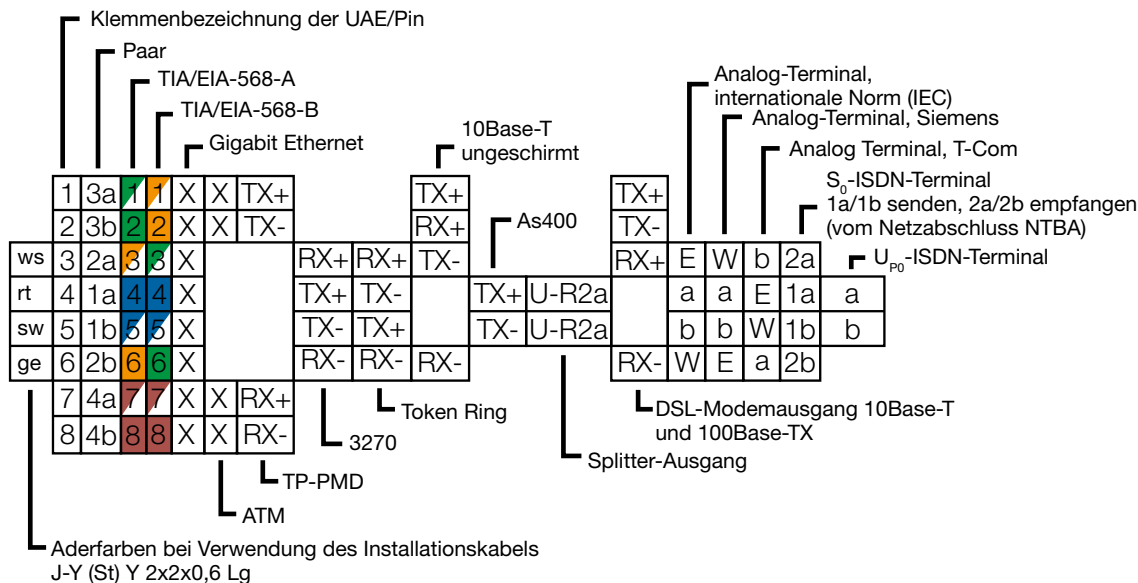 Klemmenbezeichnung der UAE/Pin
Paar
TIA/EIA-568-A
TIA/EIA-568-B
Gigabit Ethernet
10Base-T
ungeschirmt
As400
Analog-Terminal,
internationale Norm (IEC)
Analog-Terminal, Siemens
Analog Terminal, T-Com
S0-ISDN-Terminal
1a/1b senden, 2a/2b empfangen
(vom Netzabschluss NTBA)
UP0-ISDN-Terminal
1 3a 1 1 X X TX+ TX+ TX+
2 3b 2 2 X X TX- RX+ TX-
ws 3 2a 3 3 X RX+ RX+ TX- RX+ E W b 2a
rt 4 1a 4 4 X TX+ TX- TX+ U-R2a a a E 1a a
sw 5 1b 5 5 X TX- TX+ TX- U-R2a b b W 1b b
ge 6 2b 6 6 X RX- RX- RX- RX- W E a 2b
7 4a 7 7 X X RX+
8 4b 8 8 X X RX-
Token Ring
3270
TP-PMD
ATM
DSL-Modemausgang 10Base-T
und 100Base-TX
Splitter-Ausgang
Aderfarben bei Verwendung des Installationskabels
J-Y (St) Y 2x2x0,6 Lg